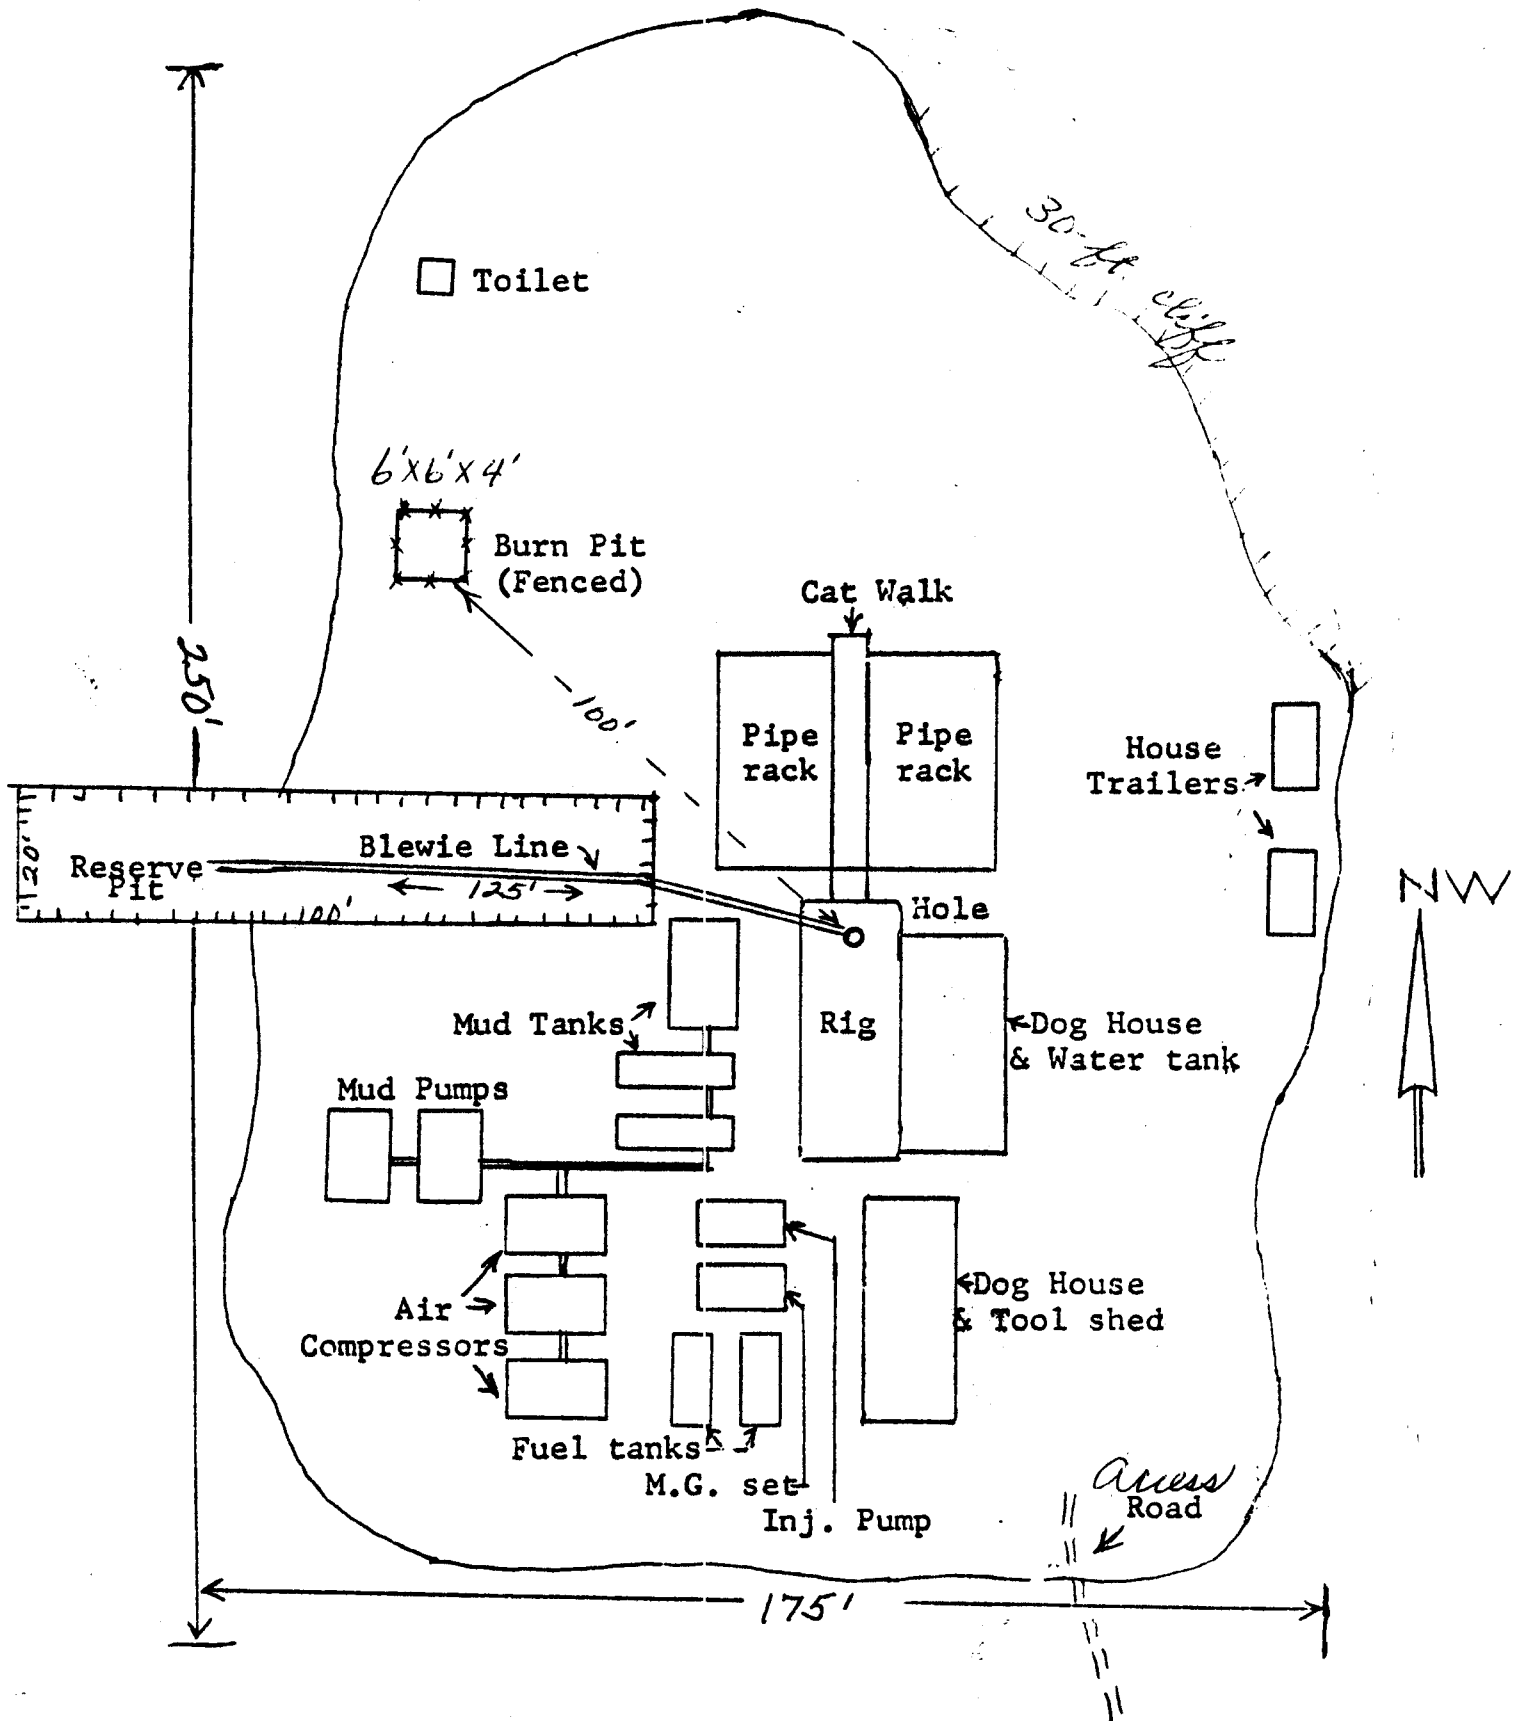 30-ft. cliff
Toilet
6'x6'x4'
Burn Pit
(Fenced)
Cat Walk
250'
100'
Pipe
rack
Pipe
rack
House
Trailers
Blewie Line
20'
Reserve
Pit
125'
100'
Hole
NW
Mud Tanks
Rig
Dog House
& Water tank
Mud Pumps
Air
Compressors
Dog House
& Tool shed
Fuel tanks
M.G. set
Inj. Pump
Access
Road
175'